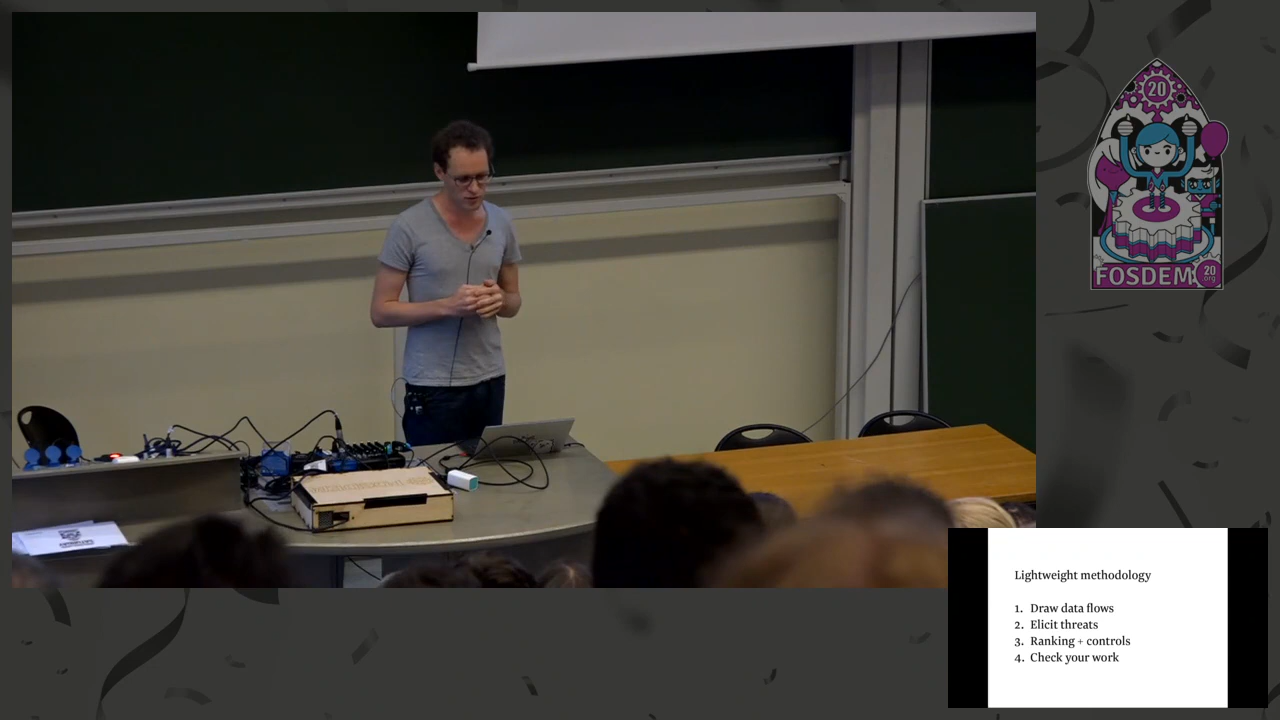 20
FOSDEM
20
.org
Lightweight methodology
1. Draw data flows
2. Elicit threats
3. Ranking + controls
4. Check your work